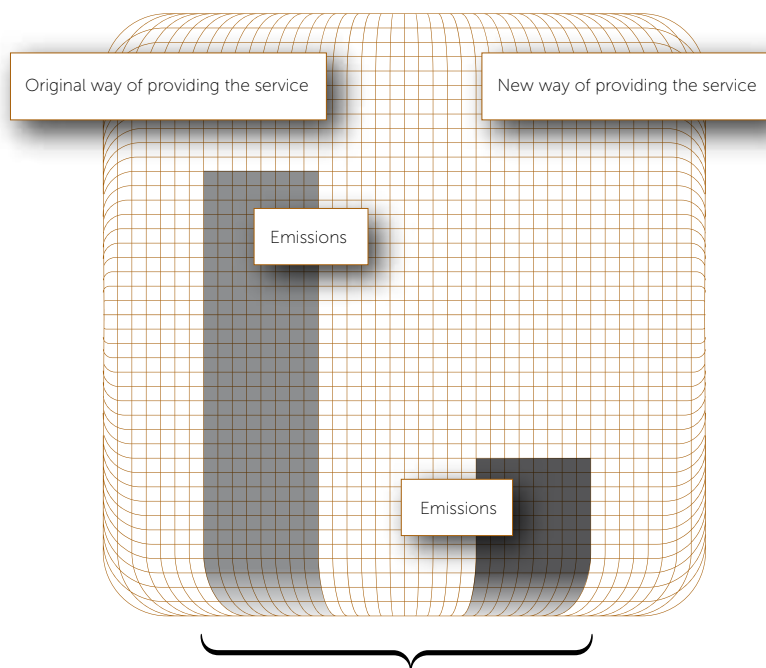 Original way of providing the service
New way of providing the service
Emissions
Emissions